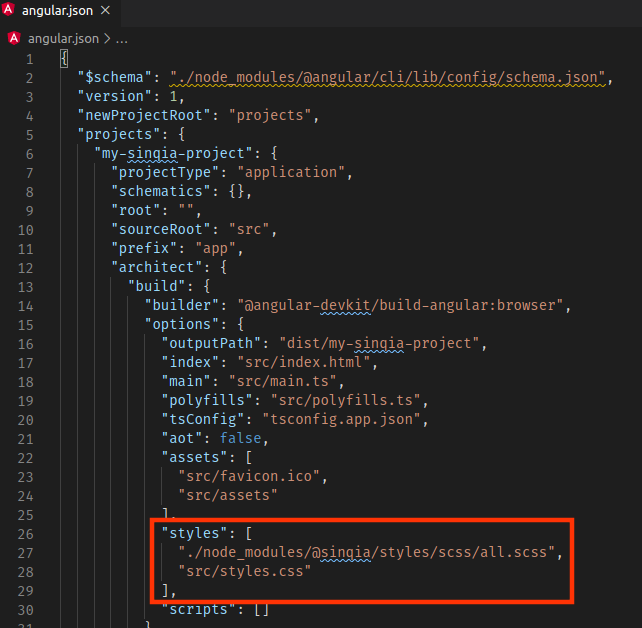 angular.json ×
angular.json > ...
1 {
2 "$schema": "./node_modules/@angular/cli/lib/config/schema.json",
3 "version": 1,
4 "newProjectRoot": "projects",
5 "projects": {
6 "my-sinqia-project": {
7 "projectType": "application",
8 "schematics": {},
9 "root": "",
10 "sourceRoot": "src",
11 "prefix": "app",
12 "architect": {
13 "build": {
14 "builder": "@angular-devkit/build-angular:browser",
15 "options": {
16 "outputPath": "dist/my-sinqia-project",
17 "index": "src/index.html",
18 "main": "src/main.ts",
19 "polyfills": "src/polyfills.ts",
20 "tsConfig": "tsconfig.app.json",
21 "aot": false,
22 "assets": [
23 "src/favicon.ico",
24 "src/assets"
25 ],
26 "styles": [
27 "./node_modules/@sinqia/styles/scss/all.scss",
28 "src/styles.css"
29 ],
30 "scripts": []
31 }